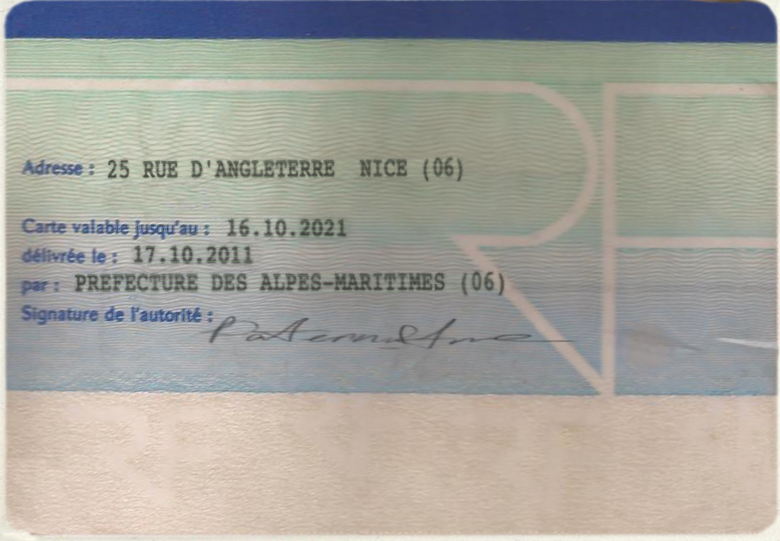 Adresse : 25 RUE D'ANGLETERRE NICE (06)
Carte valable jusqu'au : 16.10.2021
délivrée le : 17.10.2011
par : PREFECTURE DES ALPES-MARITIMES (06)
Signature de l'autorité :
RF